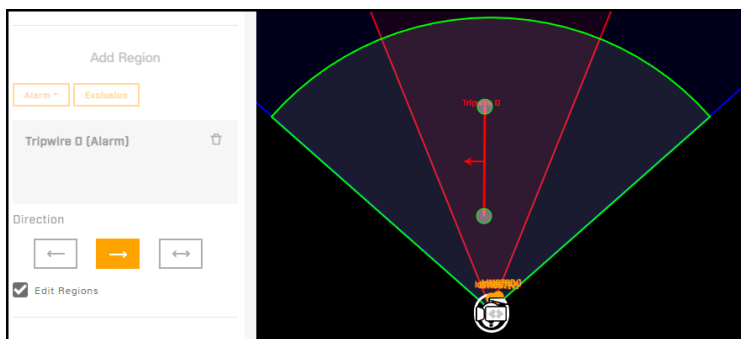 Add Region
Alarm
Exclusion
Tripwire 0 (Alarm)
Direction
Edit Regions
Tripwire 0